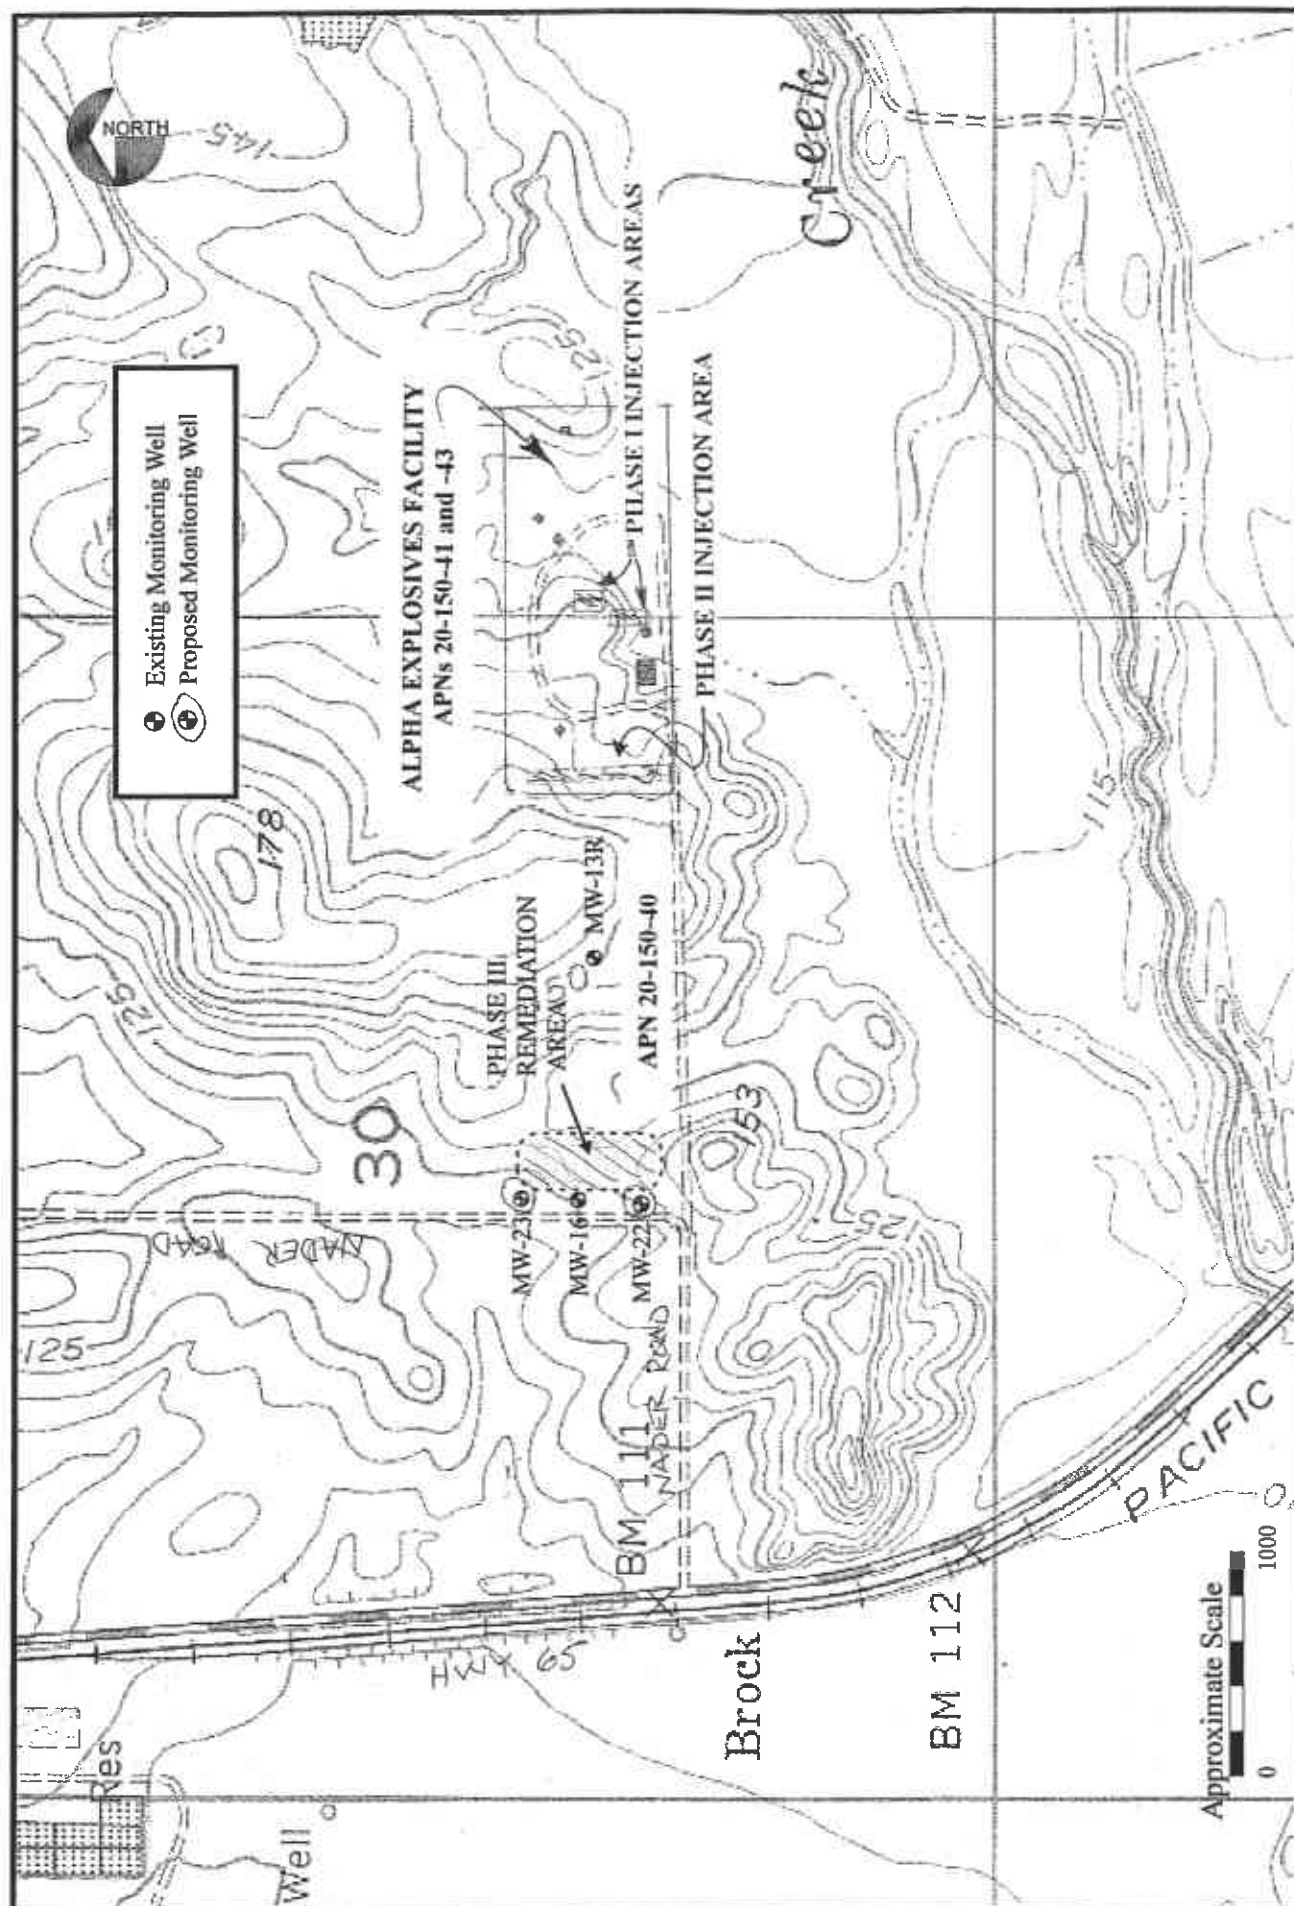 NORTH
145
Creek
Existing Monitoring Well
Proposed Monitoring Well
ALPHA EXPLOSIVES FACILITY
APNs 20-150-41 and -43
125
PHASE I INJECTION AREAS
PHASE II INJECTION AREA
178
125
MW-13R
PHASE III
REMEDIATION
AREA
APN 20-150-40
115
30
153
125
MW-23
MW-16
MW-22
NADER ROAD
NADER ROAD
125
BM 111
HWY 65
Brock
BM 112
PACIFIC
Res
Well
Approximate Scale
0
1000